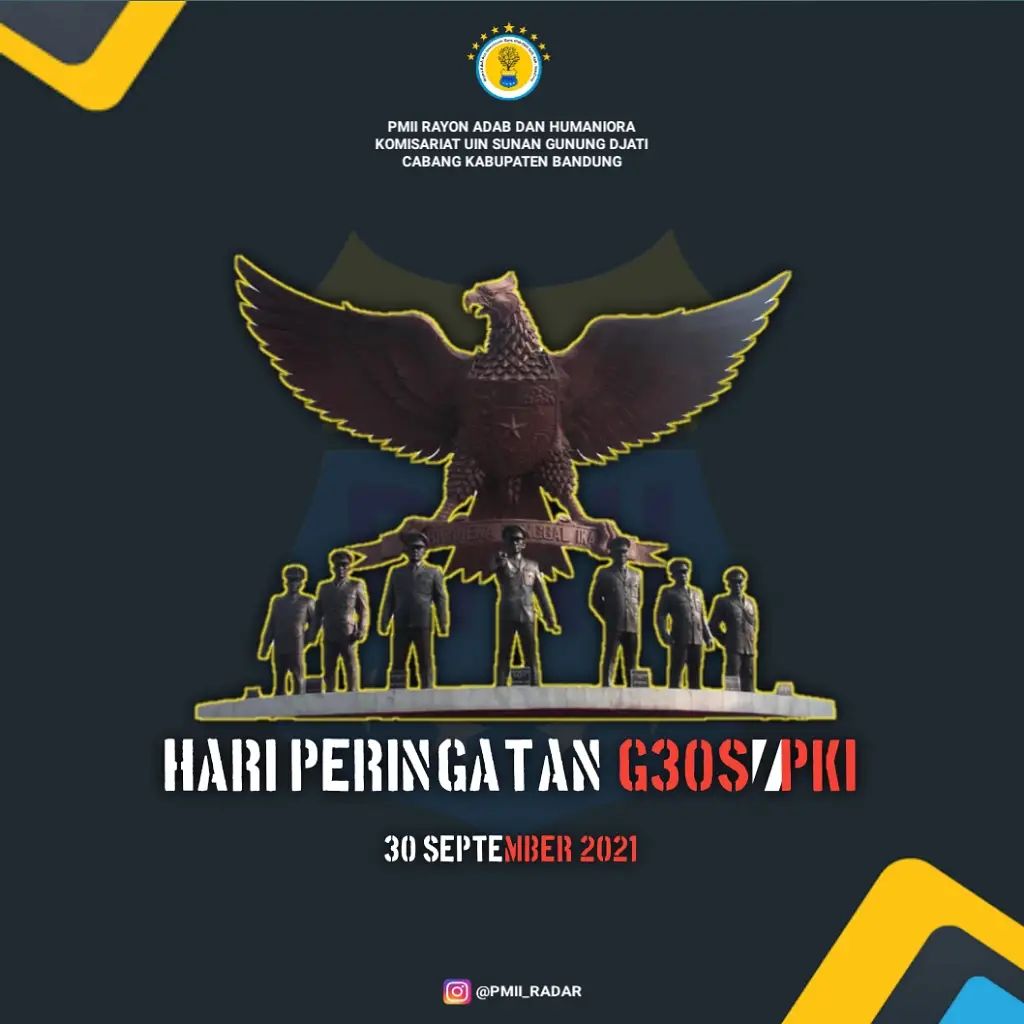 PMII RAYON ADAB DAN HUMANIORA
KOMISARIAT UIN SUNAN GUNUNG DJATI
CABANG KABUPATEN BANDUNG
HARI PERINGATAN G30S/PKI
30 SEPTEMBER 2021
@PMII_RADAR